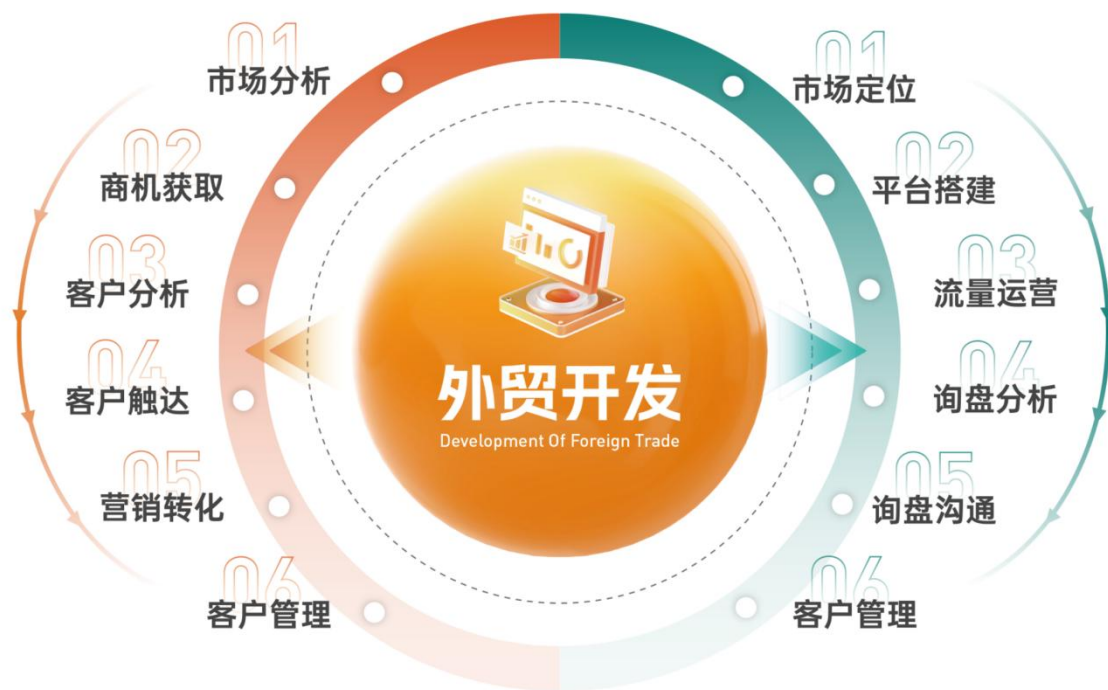 01
市场分析
02
商机获取
03
客户分析
04
客户触达
05
营销转化
06
客户管理
外贸开发
Development Of Foreign Trade
01
市场定位
02
平台搭建
03
流量运营
04
询盘分析
05
询盘沟通
06
客户管理